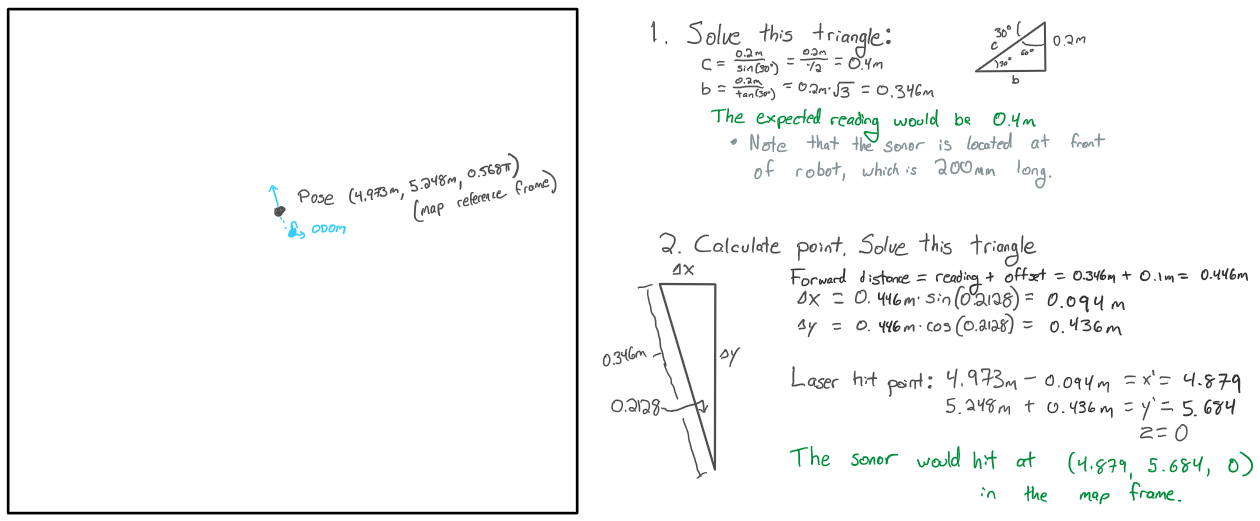 Pose (4.973m, 5.248m, 0.568π)
(map reference frame)
000m
1. Solve this triangle:
c = 0.2m/sin(30°) = 0.2m/½ = 0.4m
b = 0.2m/tan(30°) = 0.2m·√3 = 0.346m
30°
c
60°
30°
0.2m
b
The expected reading would be 0.4m
• Note that the sonor is located at front
of robot, which is 200mm long.
2. Calculate point. Solve this triangle
Δx
0.346m
Δy
0.2128
Forward distance = reading + offset = 0.346m + 0.1m = 0.446m
Δx = 0.446m·sin(0.2128) = 0.094m
Δy = 0.446m·cos(0.2128) = 0.436m
Laser hit point: 4.973m - 0.094m = x' = 4.879
5.248m + 0.436m = y' = 5.684
z = 0
The sonor would hit at (4.879, 5.684, 0)
in the map frame.